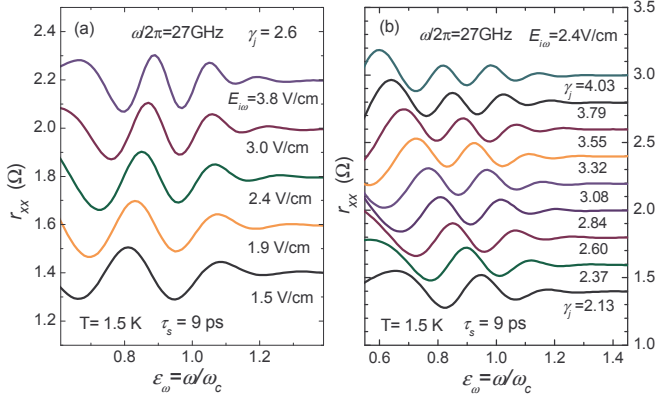 (a)
ω/2π=27GHz γj = 2.6
Eiω=3.8 V/cm
3.0 V/cm
2.4 V/cm
1.9 V/cm
1.5 V/cm
T= 1.5 K τs = 9 ps
2.4
2.2
2.0
1.8
1.6
1.4
1.2
rxx (Ω)
0.8 1.0 1.2
εω=ω/ωc
(b)
ω/2π=27GHz Eiω=2.4V/cm
γj=4.03
3.79
3.55
3.32
3.08
2.84
2.60
2.37
γj=2.13
T= 1.5 K τs = 9 ps
3.5
3.0
2.5
2.0
1.5
1.0
rxx (Ω)
0.6 0.8 1.0 1.2 1.4
εω=ω/ωc